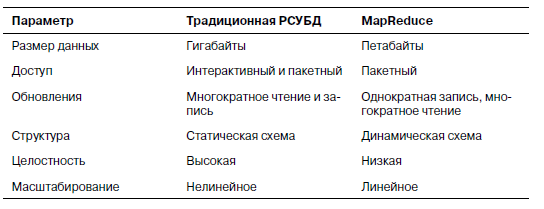 Параметр Традиционная РСУБД MapReduce
Размер данных Гигабайты Петабайты
Доступ Интерактивный и пакетный Пакетный
Обновления Многократное чтение и за- Однократная запись, мно-
пись гократное чтение
Структура Статическая схема Динамическая схема
Целостность Высокая Низкая
Масштабирование Нелинейное Линейное